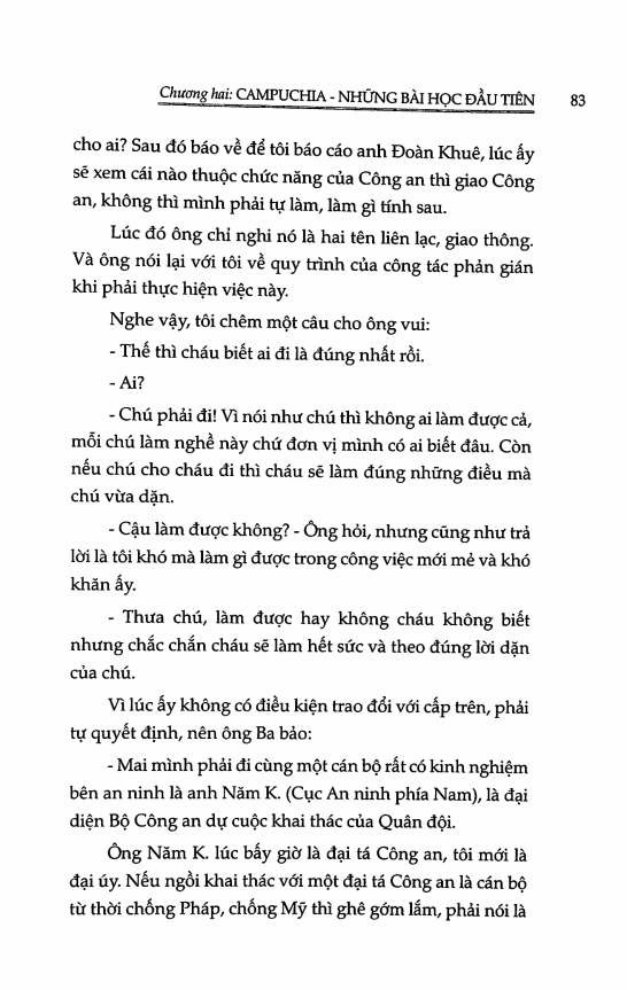 Chương hai: CAMPUCHIA - NHỮNG BÀI HỌC ĐẦU TIÊN 83
cho ai? Sau đó báo về để tôi báo cáo anh Đoàn Khuê, lúc ấy
sẽ xem cái nào thuộc chức năng của Công an thì giao Công
an, không thì mình phải tự làm, làm gì tính sau.
Lúc đó ông chỉ nghi nó là hai tên liên lạc, giao thông.
Và ông nói lại với tôi về quy trình của công tác phản gián
khi phải thực hiện việc này.
Nghe vậy, tôi chêm một câu cho ông vui:
- Thế thì cháu biết ai đi là đúng nhất rồi.
- Ai?
- Chú phải đi! Vì nói như chú thì không ai làm được cả,
mỗi chú làm nghề này chứ đơn vị mình có ai biết đâu. Còn
nếu chú cho cháu đi thì cháu sẽ làm đúng những điều mà
chú vừa dặn.
- Cậu làm được không? - Ông hỏi, nhưng cũng như trả
lời là tôi khó mà làm gì được trong công việc mới mẻ và khó
khăn ấy.
- Thưa chú, làm được hay không cháu không biết
nhưng chắc chắn cháu sẽ làm hết sức và theo đúng lời dặn
của chú.
Vì lúc ấy không có điều kiện trao đổi với cấp trên, phải
tự quyết định, nên ông Ba bảo:
- Mai mình phải đi cùng một cán bộ rất có kinh nghiệm
bên an ninh là anh Năm K. (Cục An ninh phía Nam), là đại
diện Bộ Công an dự cuộc khai thác của Quân đội.
Ông Năm K. lúc bấy giờ là đại tá Công an, tôi mới là
đại úy. Nếu ngồi khai thác với một đại tá Công an là cán bộ
từ thời chống Pháp, chống Mỹ thì ghê gớm lắm, phải nói là